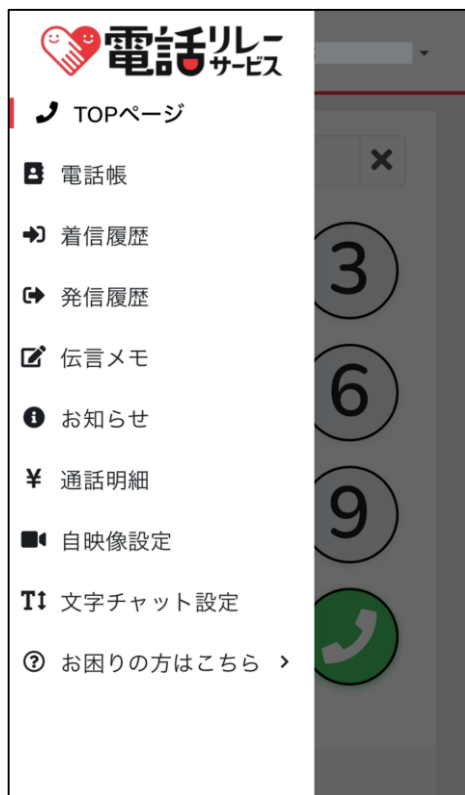 電話リレー
サービス
TOPページ
電話帳
着信履歴
発信履歴
伝言メモ
お知らせ
¥ 通話明細
自映像設定
T 文字チャット設定
お困りの方はこちら
3
6
9